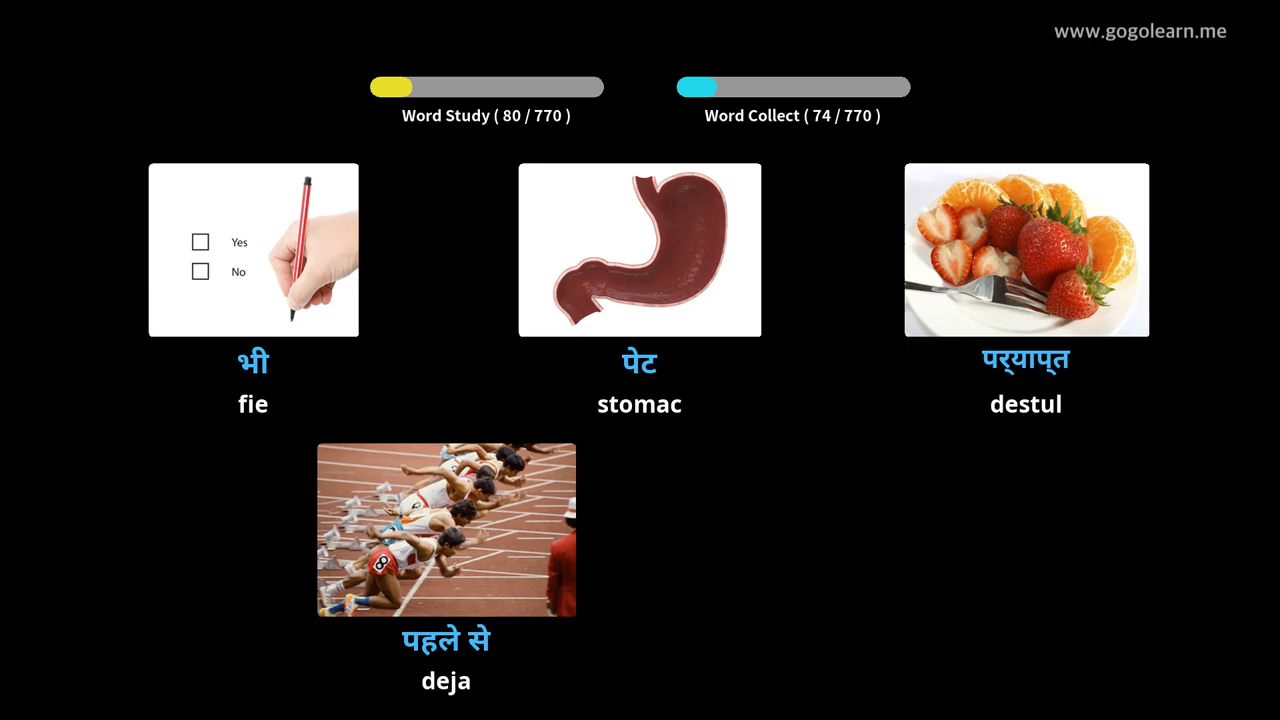 www.gogolearn.me
Word Study ( 80 / 770 )
Word Collect ( 74 / 770 )
Yes
No
भी
पेट
पर्‍याप्‍त
fie
stomac
destul
8
पहले से
deja